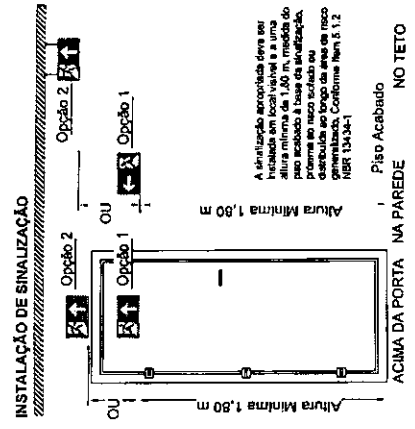 INSTALAÇÃO DE SINALIZAÇÃO
Opção 2
Opção 2
OU
OU
Opção 1
Opção 1
Altura Mínima 1,80 m
Altura Mínima 1,80 m
A sinalização apropriada deve ser
instalada em local visível e a uma
altura mínima de 1,80 m, medida do
piso acabado à base da sinalização,
próxima ao risco isolado ou
distribuída ao longo da área de risco
generalizado. Conforme Item 5.1.2
NBR 13434-1
Piso Acabado
ACIMA DA PORTA NA PAREDE NO TETO